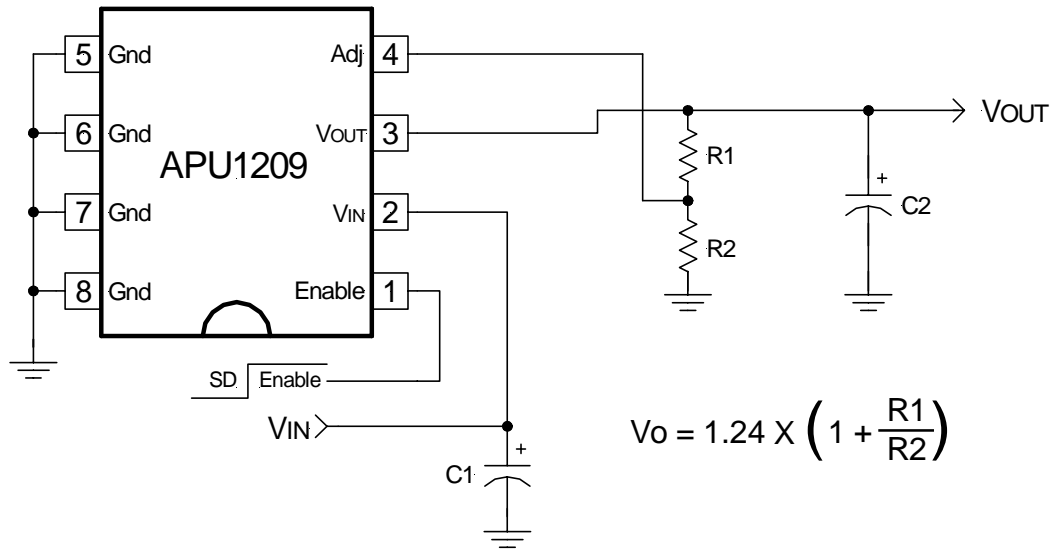 5 Gnd
Adj 4
6 Gnd
VOUT 3
VOUT
R1
APU1209
7 Gnd
VIN 2
+
C2
R2
8 Gnd
Enable 1
SD Enable
VIN
+
C1
Vo = 1.24 X ( 1 + R1/R2 )